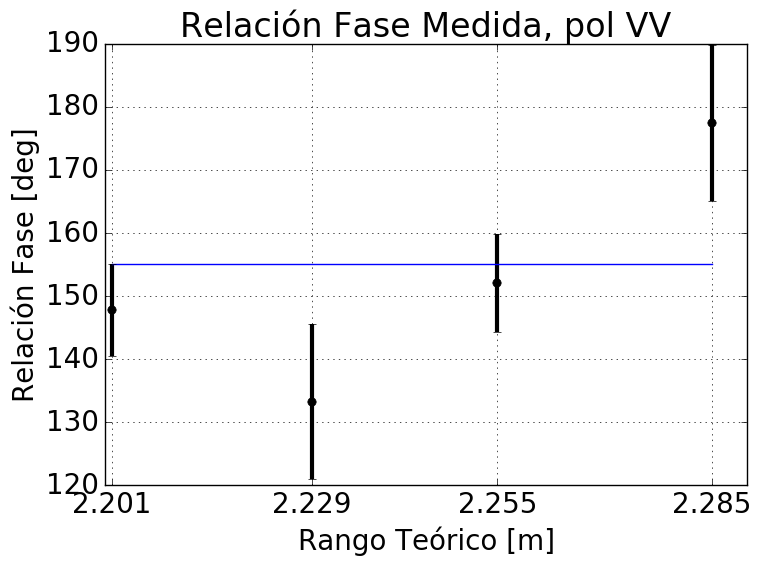 Relación Fase Medida, pol VV
Relación Fase [deg]
190
180
170
160
150
140
130
120
2.201 2.229 2.255 2.285
Rango Teórico [m]